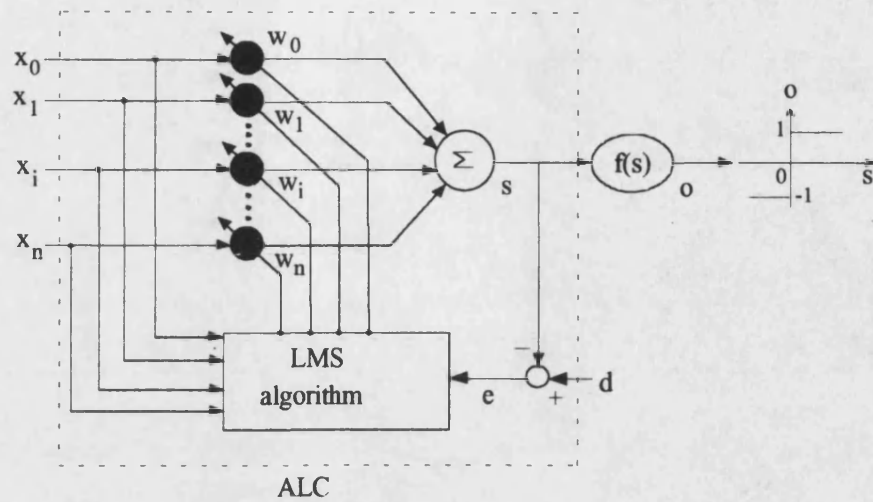 x0
w0
x1
w1
xi
wi
xn
wn
Σ
s
f(s)
o
o
1
0
-1
s
LMS
algorithm
e
−
+
d
ALC